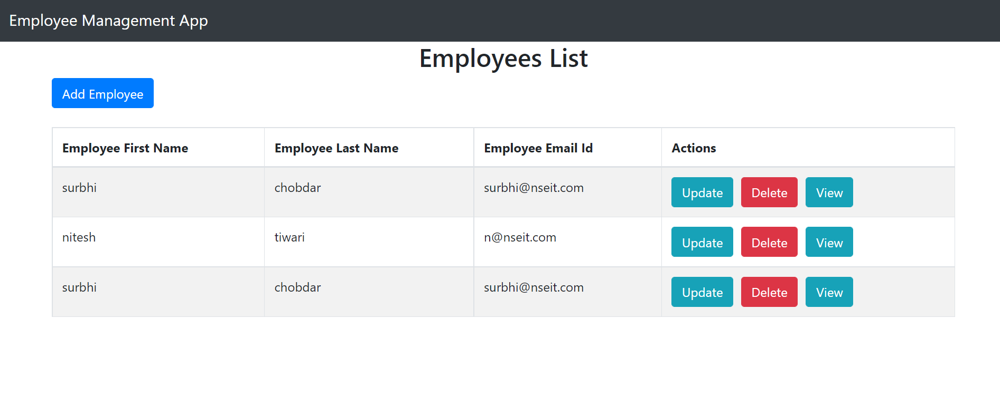 Employee Management App
Employees List
Add Employee
Employee First Name Employee Last Name Employee Email Id Actions
surbhi chobdar surbhi@nseit.com Update Delete View
nitesh tiwari n@nseit.com Update Delete View
surbhi chobdar surbhi@nseit.com Update Delete View